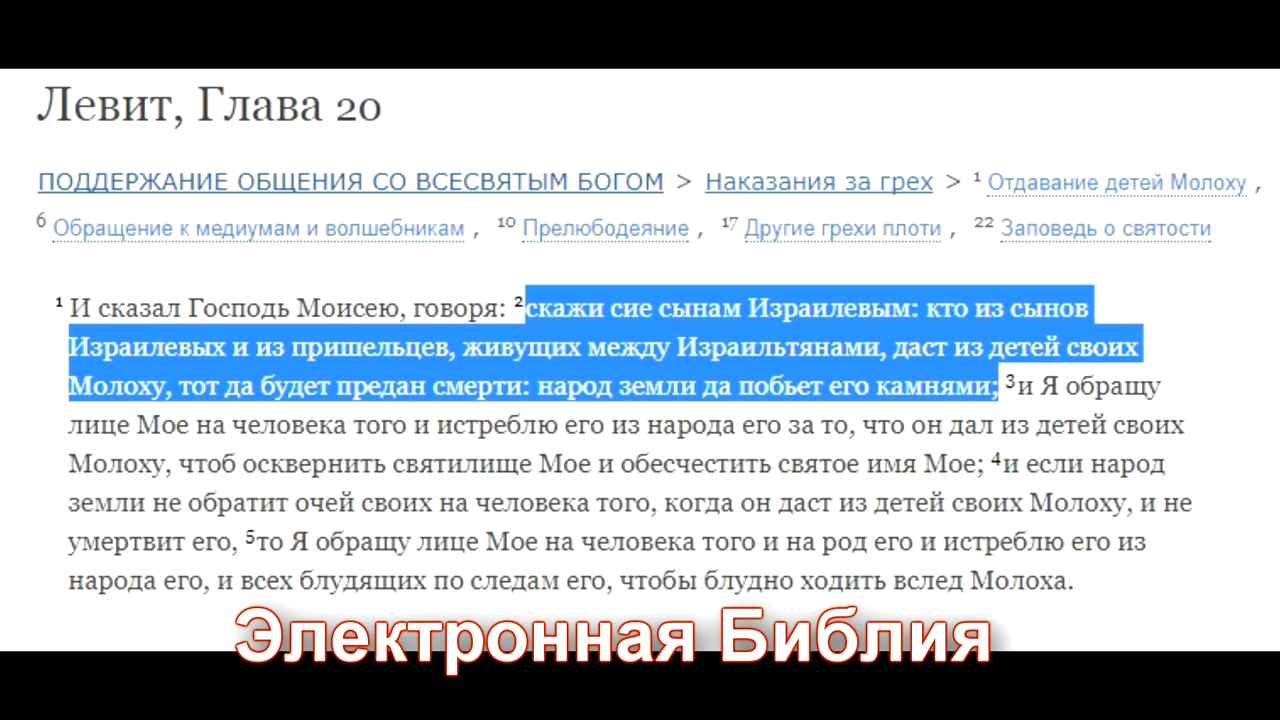 Левит, Глава 20
ПОДДЕРЖАНИЕ ОБЩЕНИЯ СО ВСЕСВЯТЫМ БОГОМ > Наказания за грех > ¹ Отдавание детей Молоху ,
⁶ Обращение к медиумам и волшебникам , ¹⁰ Прелюбодеяние , ¹⁷ Другие грехи плоти , ²² Заповедь о святости
¹ И сказал Господь Моисею, говоря: ²скажи сие сынам Израилевым: кто из сынов
Израилевых и из пришельцев, живущих между Израильтянами, даст из детей своих
Молоху, тот да будет предан смерти: народ земли да побьет его камнями; ³и Я обращу
лице Мое на человека того и истреблю его из народа его за то, что он дал из детей своих
Молоху, чтоб осквернить святилище Мое и обесчестить святое имя Мое; ⁴и если народ
земли не обратит очей своих на человека того, когда он даст из детей своих Молоху, и не
умертвит его, ⁵то Я обращу лице Мое на человека того и на род его и истреблю его из
народа его, и всех блудящих по следам его, чтобы блудно ходить вслед Молоха.
Электронная Библия